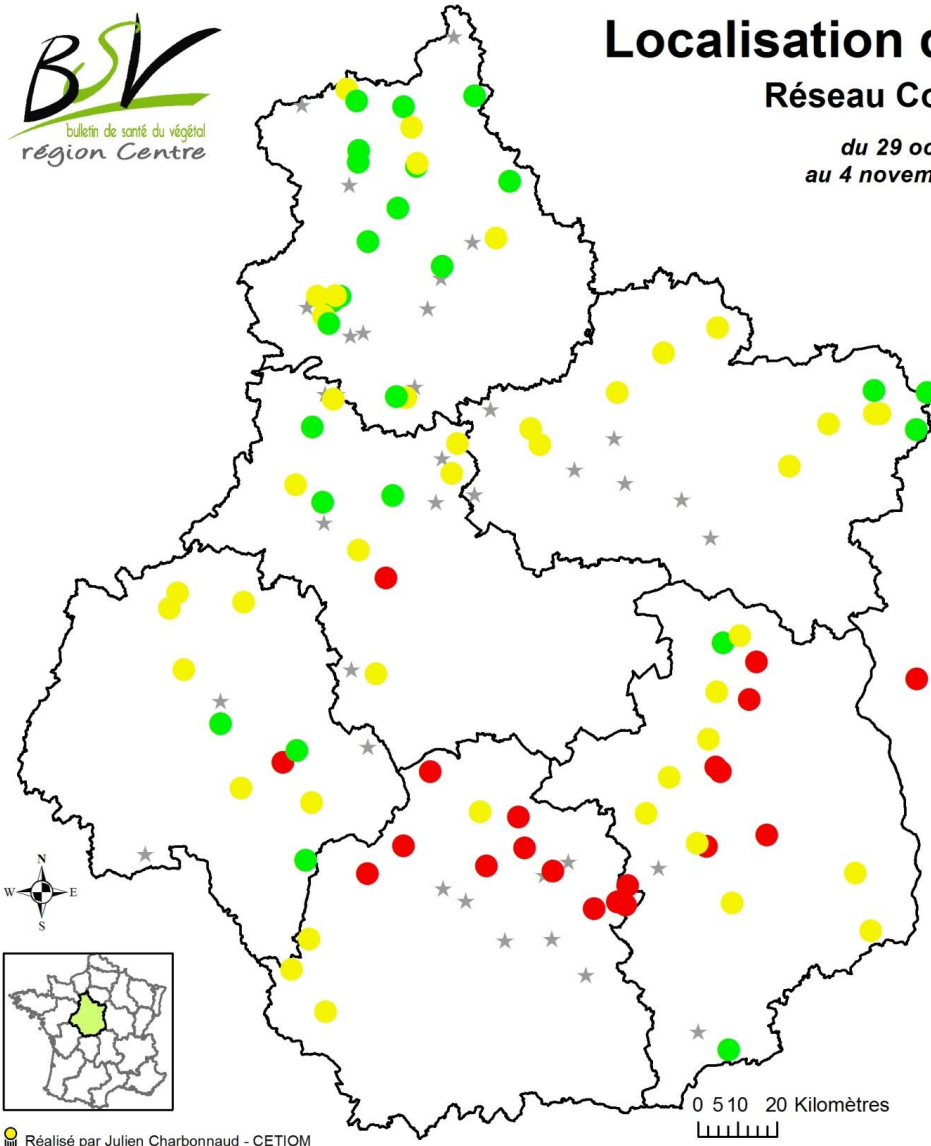 BSV
bulletin de santé du végétal
région Centre
Localisation d
Réseau Co
du 29 oc
au 4 novem
N
W E
S
0 5 10 20 Kilomètres
Réalisé par Julien Charbonnaud - CETIOM